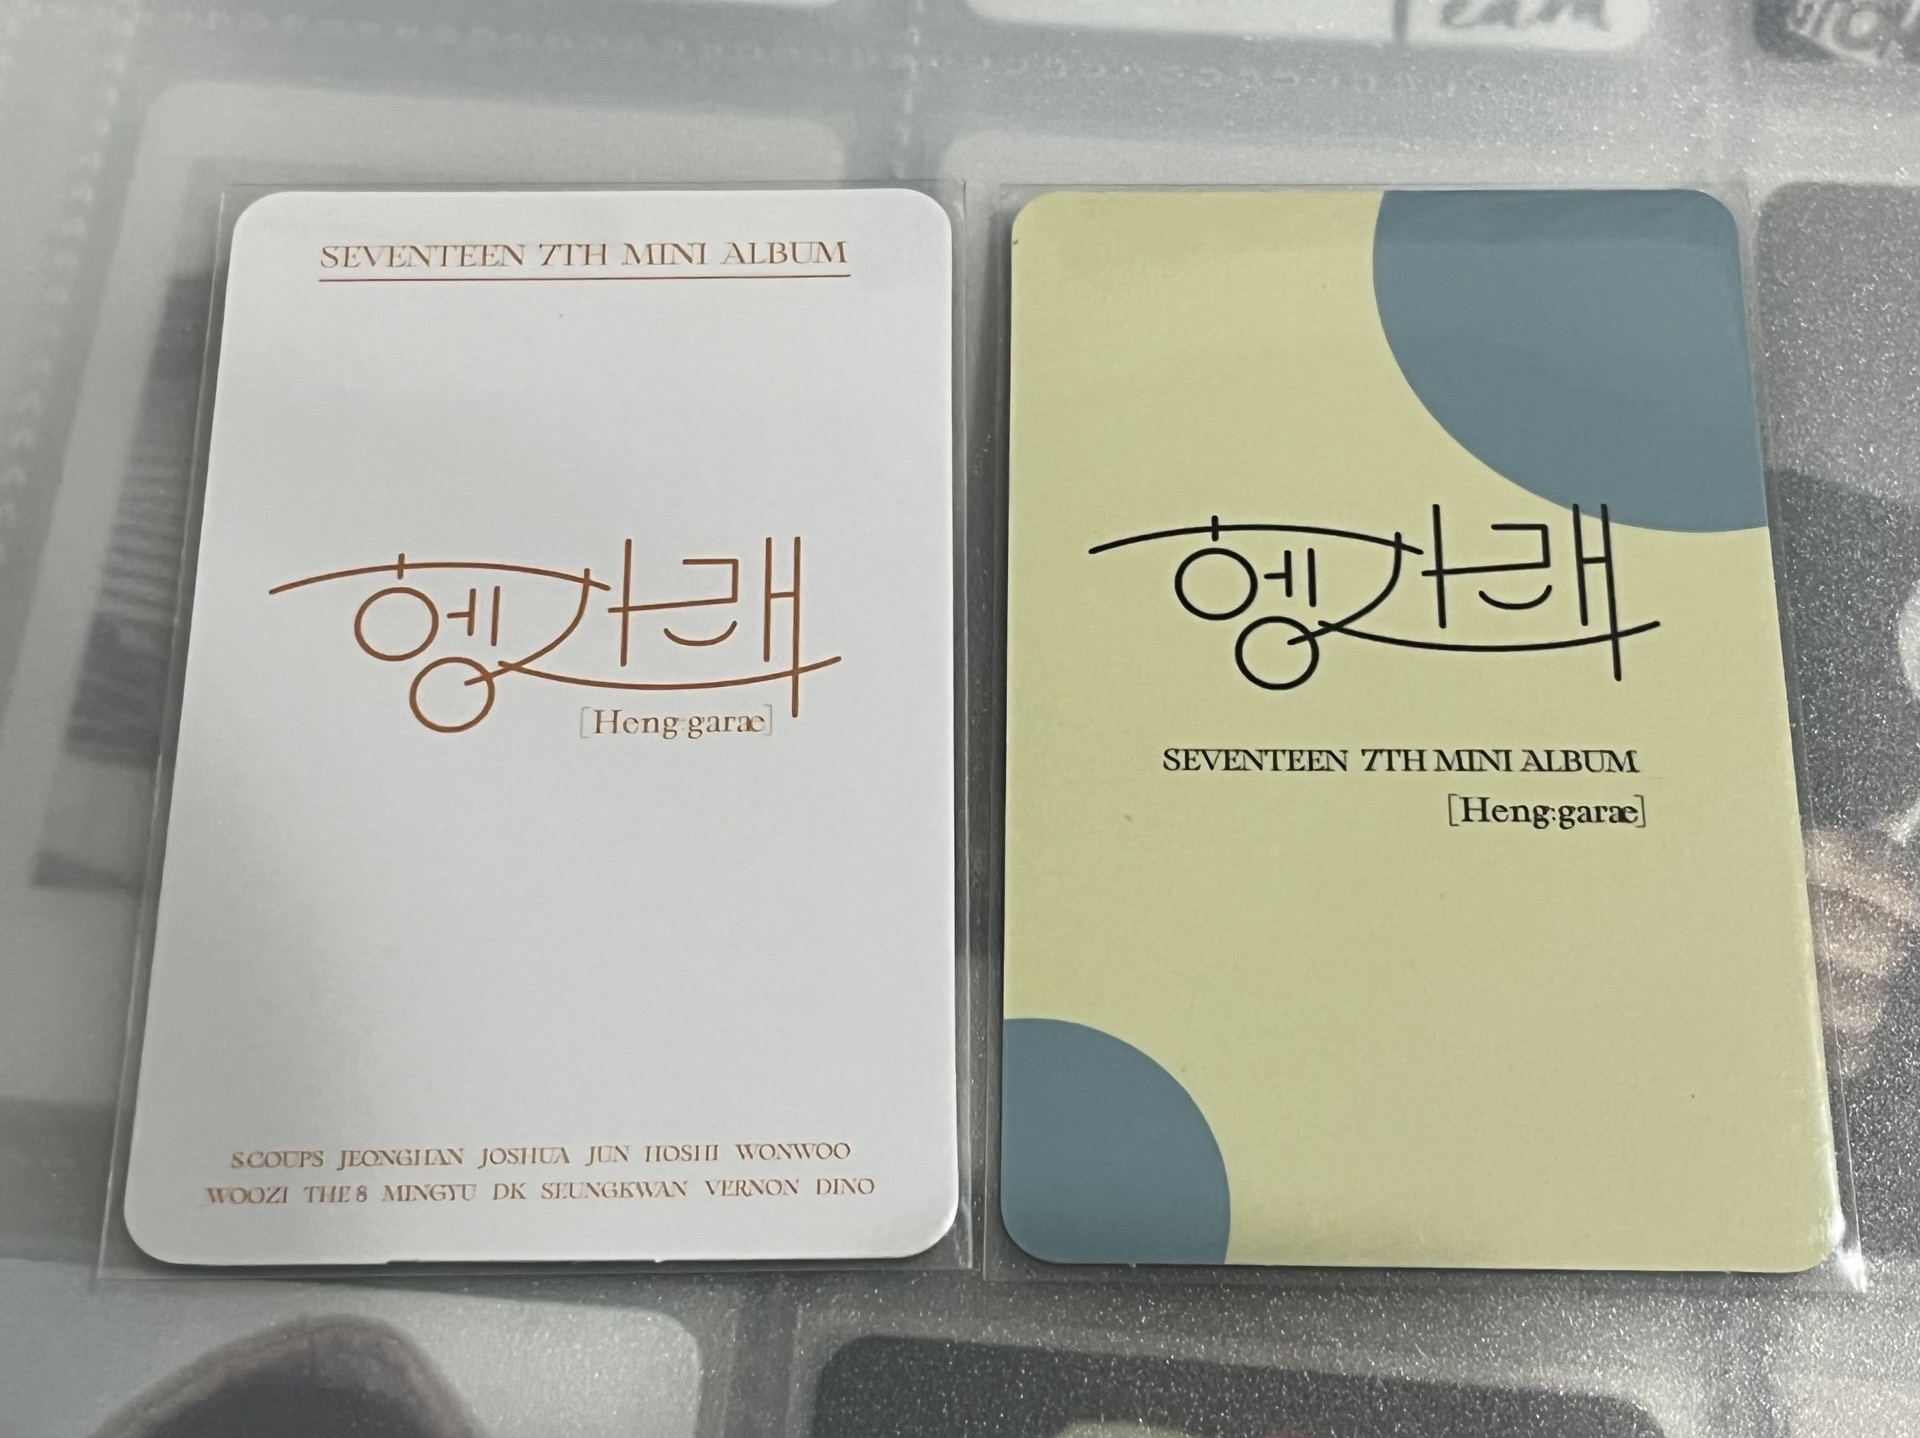 eam
SEVENTEEN 7TH MINI ALBUM
헹가래
[Heng:garæ]
S.COUPS JEONGHAN JOSHUA JUN HOSHI WONWOO
WOOZI THE 8 MINGYU DK SEUNGKWAN VERNON DINO
헹가래
SEVENTEEN 7TH MINI ALBUM
[Heng:garæ]